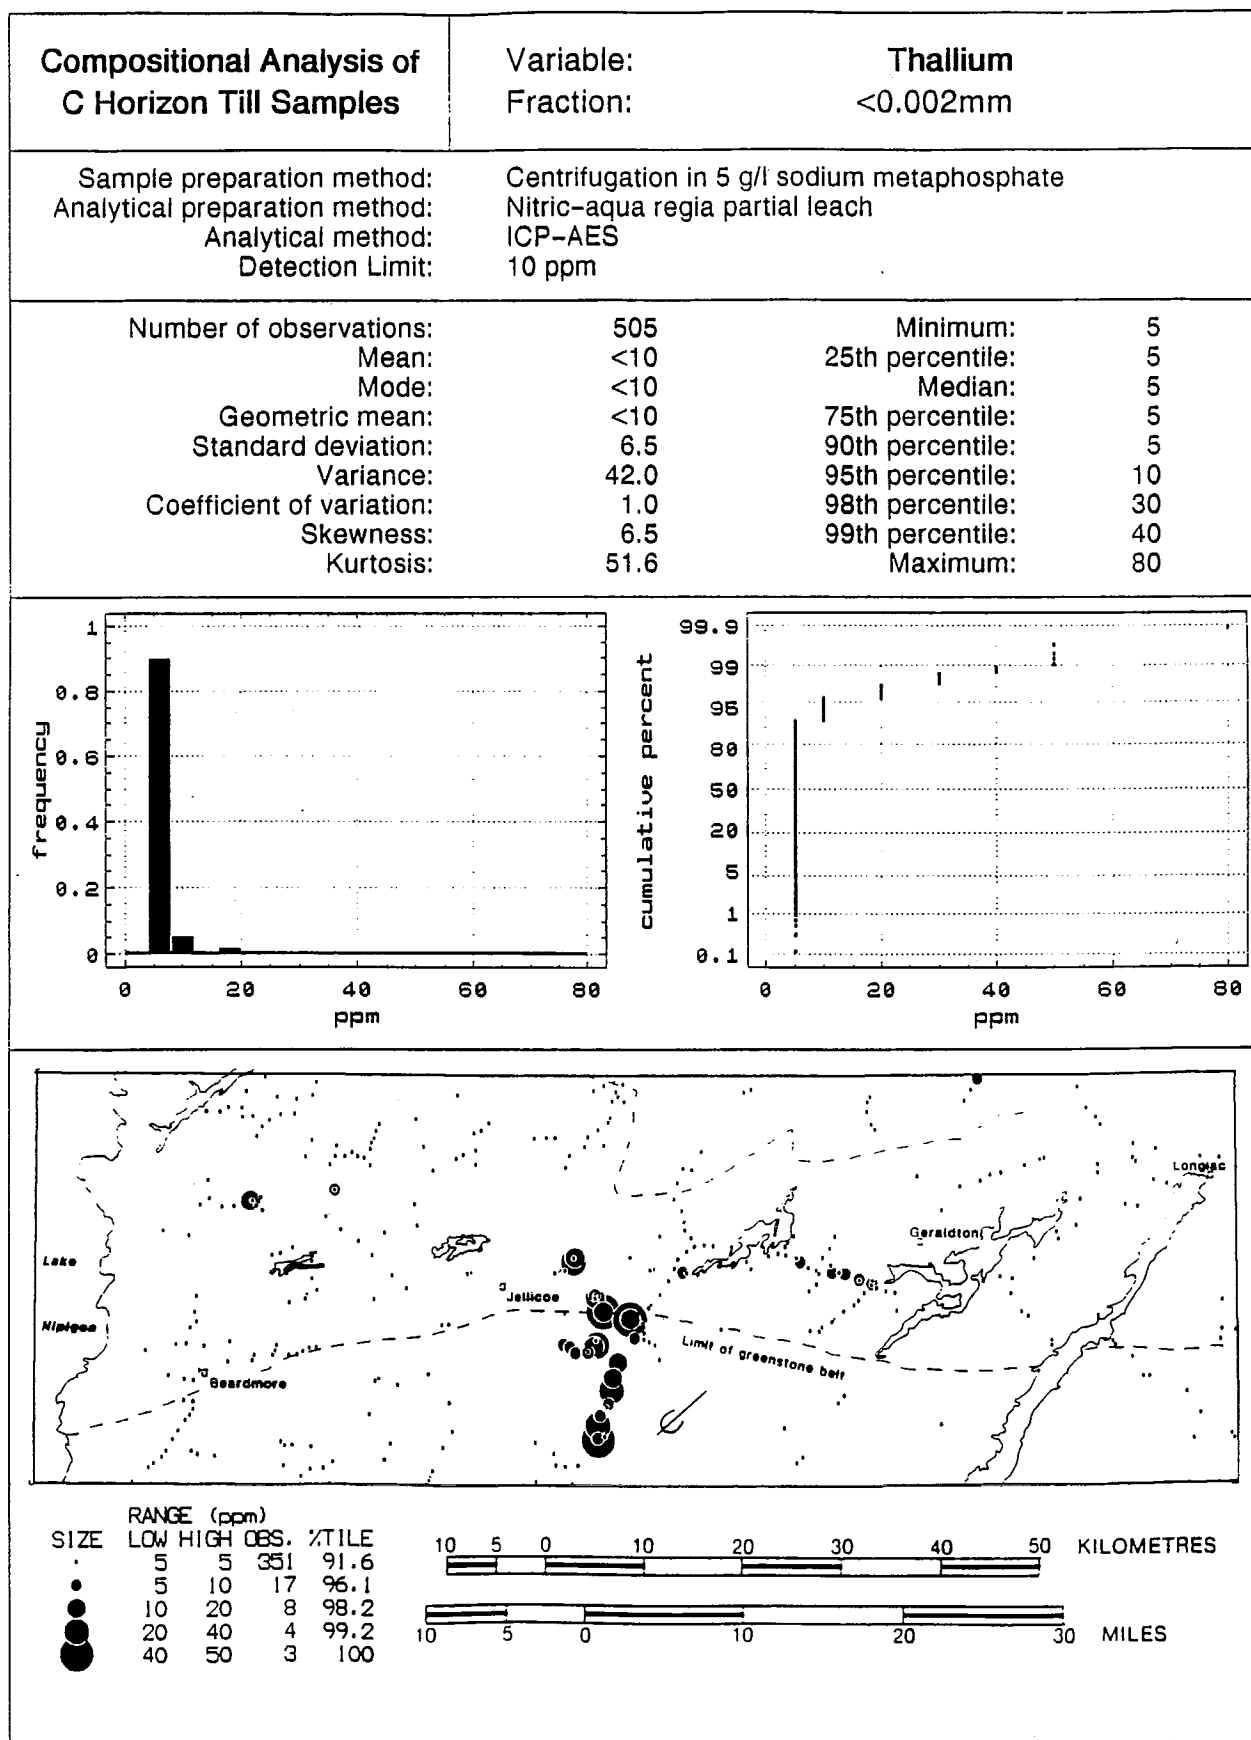 Compositional Analysis of
C Horizon Till Samples
Variable: Thallium
Fraction: <0.002mm
Sample preparation method: Centrifugation in 5 g/l sodium metaphosphate
Analytical preparation method: Nitric-aqua regia partial leach
Analytical method: ICP-AES
Detection Limit: 10 ppm
Number of observations: 505 Minimum: 5
Mean: <10 25th percentile: 5
Mode: <10 Median: 5
Geometric mean: <10 75th percentile: 5
Standard deviation: 6.5 90th percentile: 5
Variance: 42.0 95th percentile: 10
Coefficient of variation: 1.0 98th percentile: 30
Skewness: 6.5 99th percentile: 40
Kurtosis: 51.6 Maximum: 80
frequency
1
0.8
0.6
0.4
0.2
0
0 20 40 60 80
ppm
cumulative percent
99.9
99
95
80
50
20
5
1
0.1
0 20 40 60 80
ppm
Longlac
Geraldton
Lake
Jellicoe
Nipigon
Limit of greenstone belt
Beardmore
RANGE (ppm)
SIZE LOW HIGH OBS. %TILE
5 5 351 91.6
5 10 17 96.1
10 20 8 98.2
20 40 4 99.2
40 50 3 100
10 5 0 10 20 30 40 50 KILOMETRES
10 5 0 10 20 30 MILES